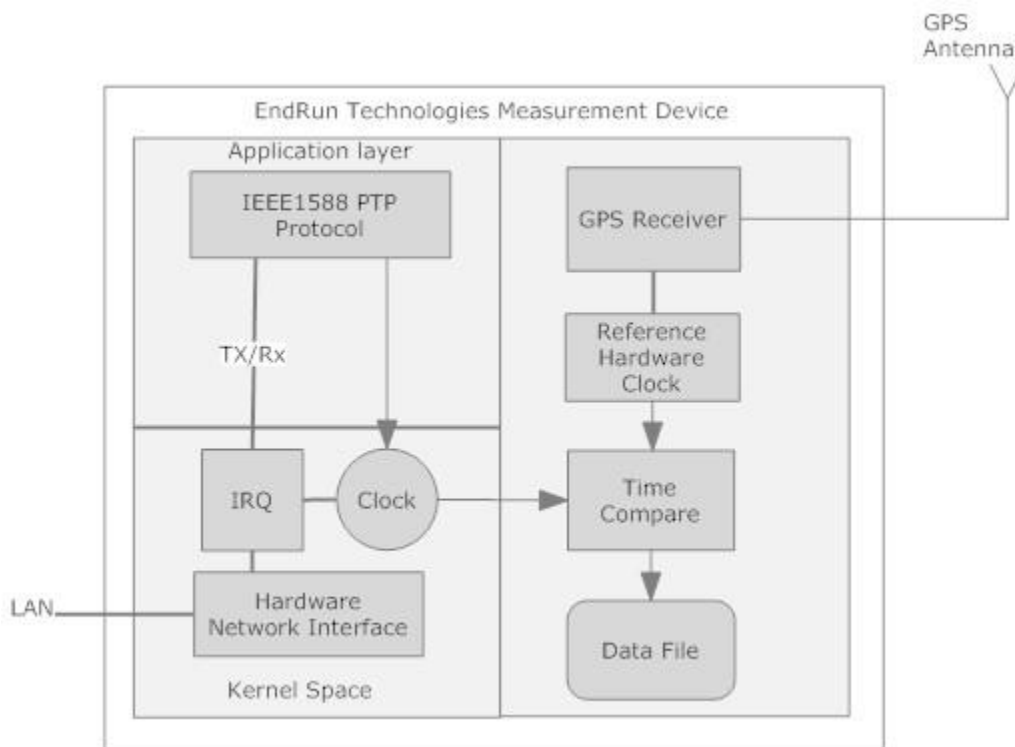 GPS
Antenna
EndRun Technologies Measurement Device
Application layer
IEEE1588 PTP
Protocol
GPS Receiver
TX/Rx
Reference
Hardware
Clock
IRQ
Clock
Time
Compare
LAN
Hardware
Network Interface
Data File
Kernel Space